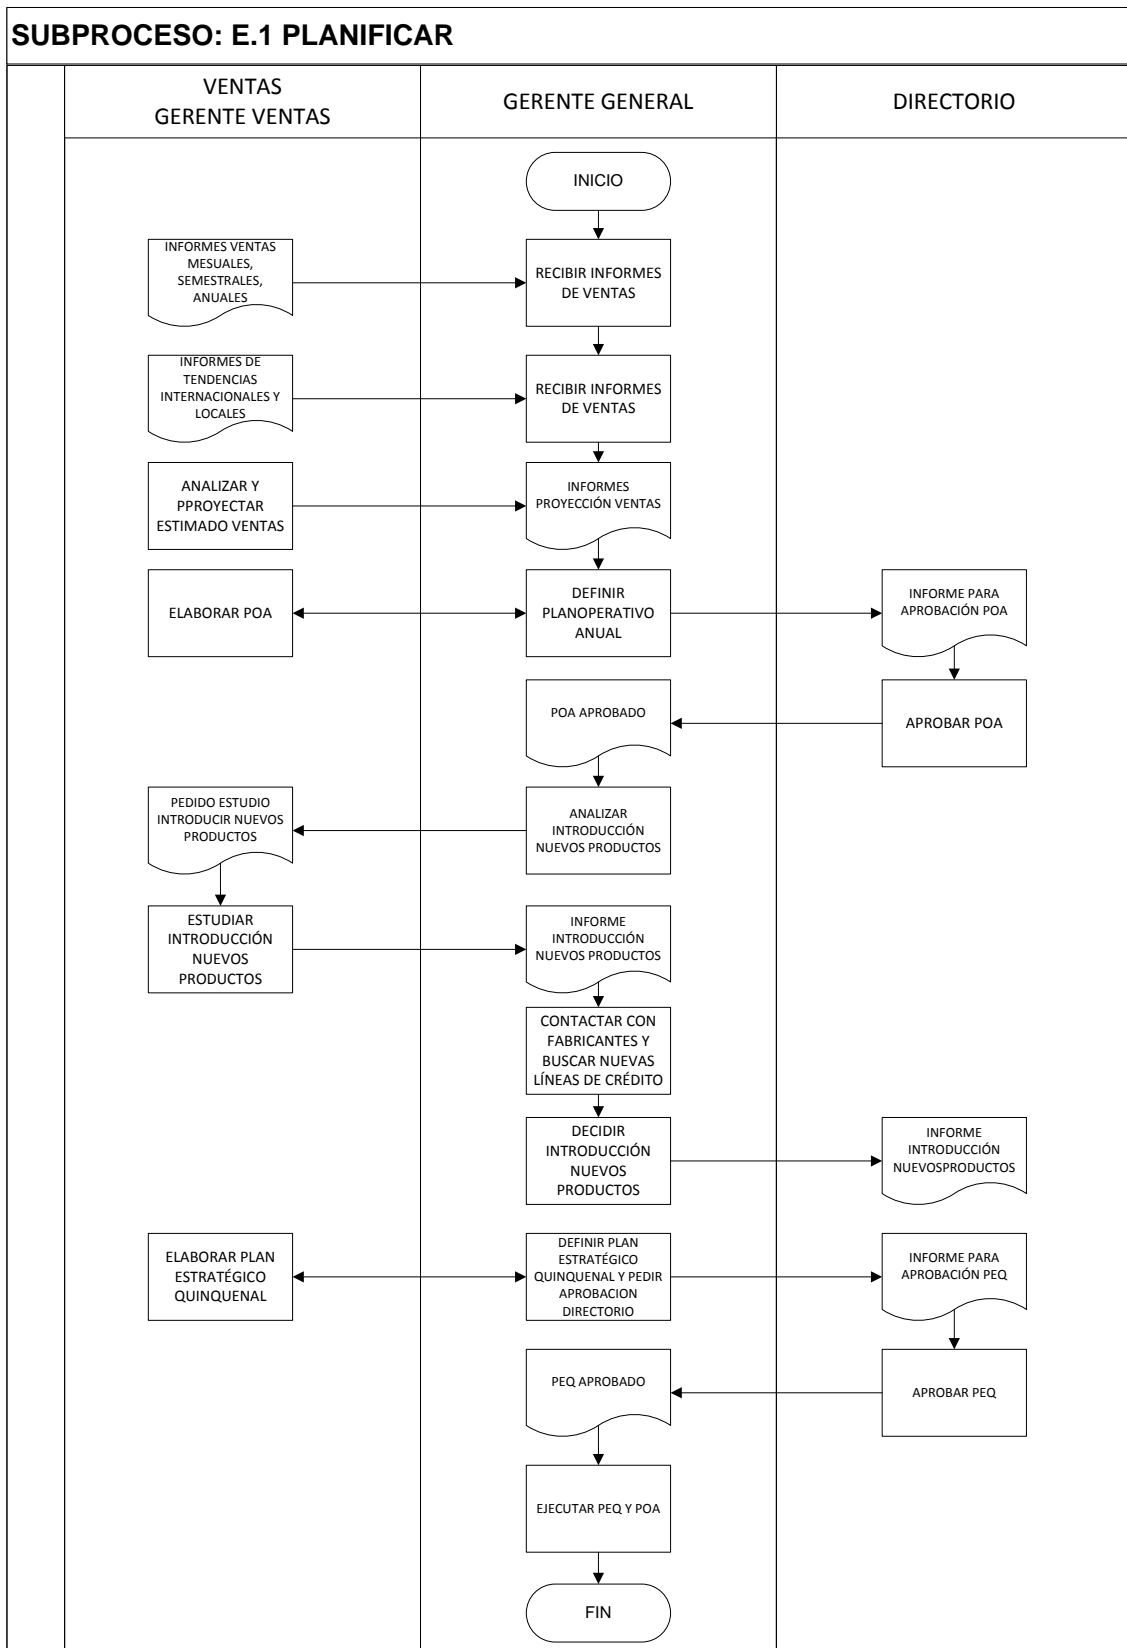 SUBPROCESO: E.1 PLANIFICAR
VENTAS
GERENTE VENTAS
GERENTE GENERAL
DIRECTORIO
INICIO
INFORMES VENTAS
MESUALES,
SEMESTRALES,
ANUALES
RECIBIR INFORMES
DE VENTAS
INFORMES DE
TENDENCIAS
INTERNACIONALES Y
LOCALES
RECIBIR INFORMES
DE VENTAS
ANALIZAR Y
PPROYECTAR
ESTIMADO VENTAS
INFORMES
PROYECCIÓN VENTAS
ELABORAR POA
DEFINIR
PLANOPERATIVO
ANUAL
INFORME PARA
APROBACIÓN POA
POA APROBADO
APROBAR POA
PEDIDO ESTUDIO
INTRODUCIR NUEVOS
PRODUCTOS
ANALIZAR
INTRODUCCIÓN
NUEVOS PRODUCTOS
ESTUDIAR
INTRODUCCIÓN
NUEVOS
PRODUCTOS
INFORME
INTRODUCCIÓN
NUEVOS PRODUCTOS
CONTACTAR CON
FABRICANTES Y
BUSCAR NUEVAS
LÍNEAS DE CRÉDITO
DECIDIR
INTRODUCCIÓN
NUEVOS
PRODUCTOS
INFORME
INTRODUCCIÓN
NUEVOSPRODUCTOS
ELABORAR PLAN
ESTRATÉGICO
QUINQUENAL
DEFINIR PLAN
ESTRATÉGICO
QUINQUENAL Y PEDIR
APROBACION
DIRECTORIO
INFORME PARA
APROBACIÓN PEQ
PEQ APROBADO
APROBAR PEQ
EJECUTAR PEQ Y POA
FIN